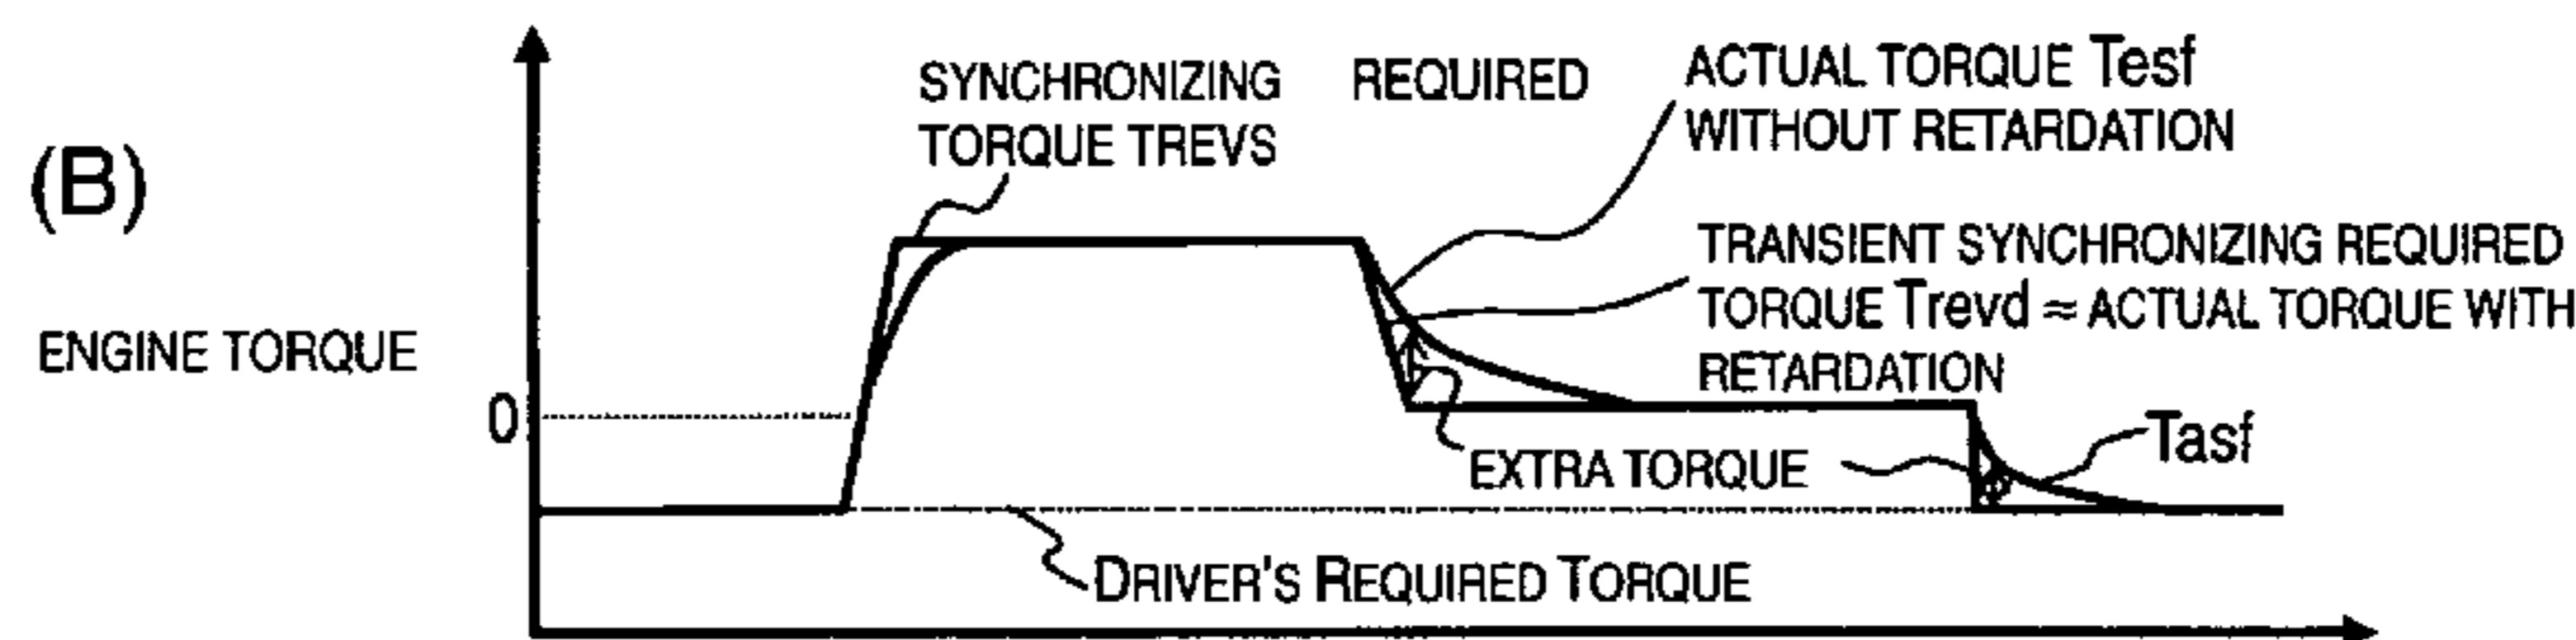 (B)
ENGINE TORQUE
0
SYNCHRONIZING REQUIRED
TORQUE TREVS
ACTUAL TORQUE Tesf
WITHOUT RETARDATION
TRANSIENT SYNCHRONIZING REQUIRED
TORQUE Trevd ≈ ACTUAL TORQUE WITH
RETARDATION
EXTRA TORQUE
Tasf
DRIVER'S REQUIRED TORQUE